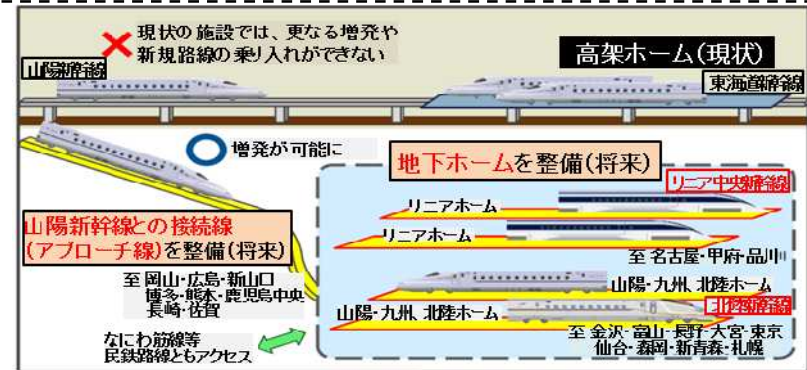 現状の施設では、更なる増発や
新規路線の乗り入れができない
高架ホーム(現状)
山陽新幹線
東海道新幹線
増発が可能に
地下ホームを整備(将来)
リニア中央新幹線
リニアホーム
リニアホーム
山陽新幹線との接続線
(アプローチ線)を整備(将来)
至 名古屋・甲府・品川
至 岡山・広島・新山口
博多・熊本・鹿児島中央
長崎・佐賀
山陽・九州、北陸ホーム
山陽・九州、北陸ホーム
北陸新幹線
至 金沢・富山・長野・大宮・東京
仙台・盛岡・新青森・札幌
なにわ筋線等
民鉄路線ともアクセス